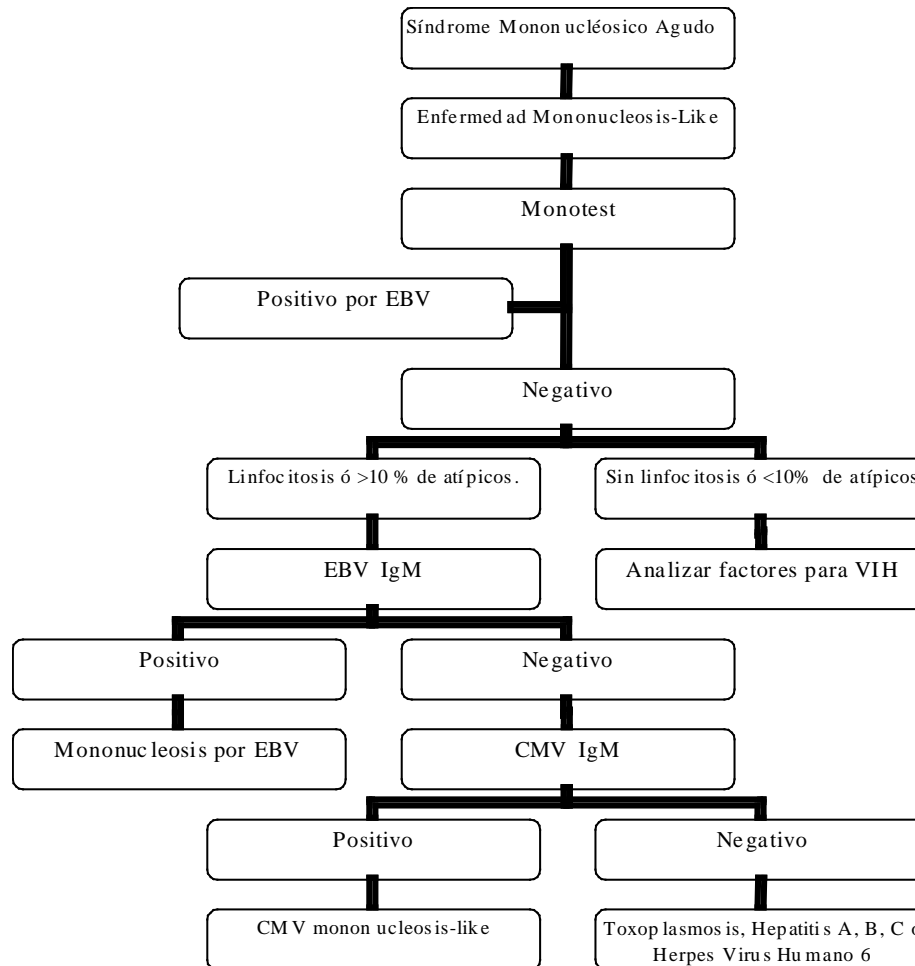 Síndrome Mononucléosico Agudo
Enfermedad Mononucleosis-Like
Monotest
Positivo por EBV
Negativo
Linfocitosis ó >10 % de atípicos.
Sin linfocitosis ó <10% de atípicos
EBV IgM
Analizar factores para VIH
Positivo
Negativo
Mononucleosis por EBV
CMV IgM
Positivo
Negativo
CMV mononucleosis-like
Toxoplasmosis, Hepatitis A, B, C o
Herpes Virus Humano 6